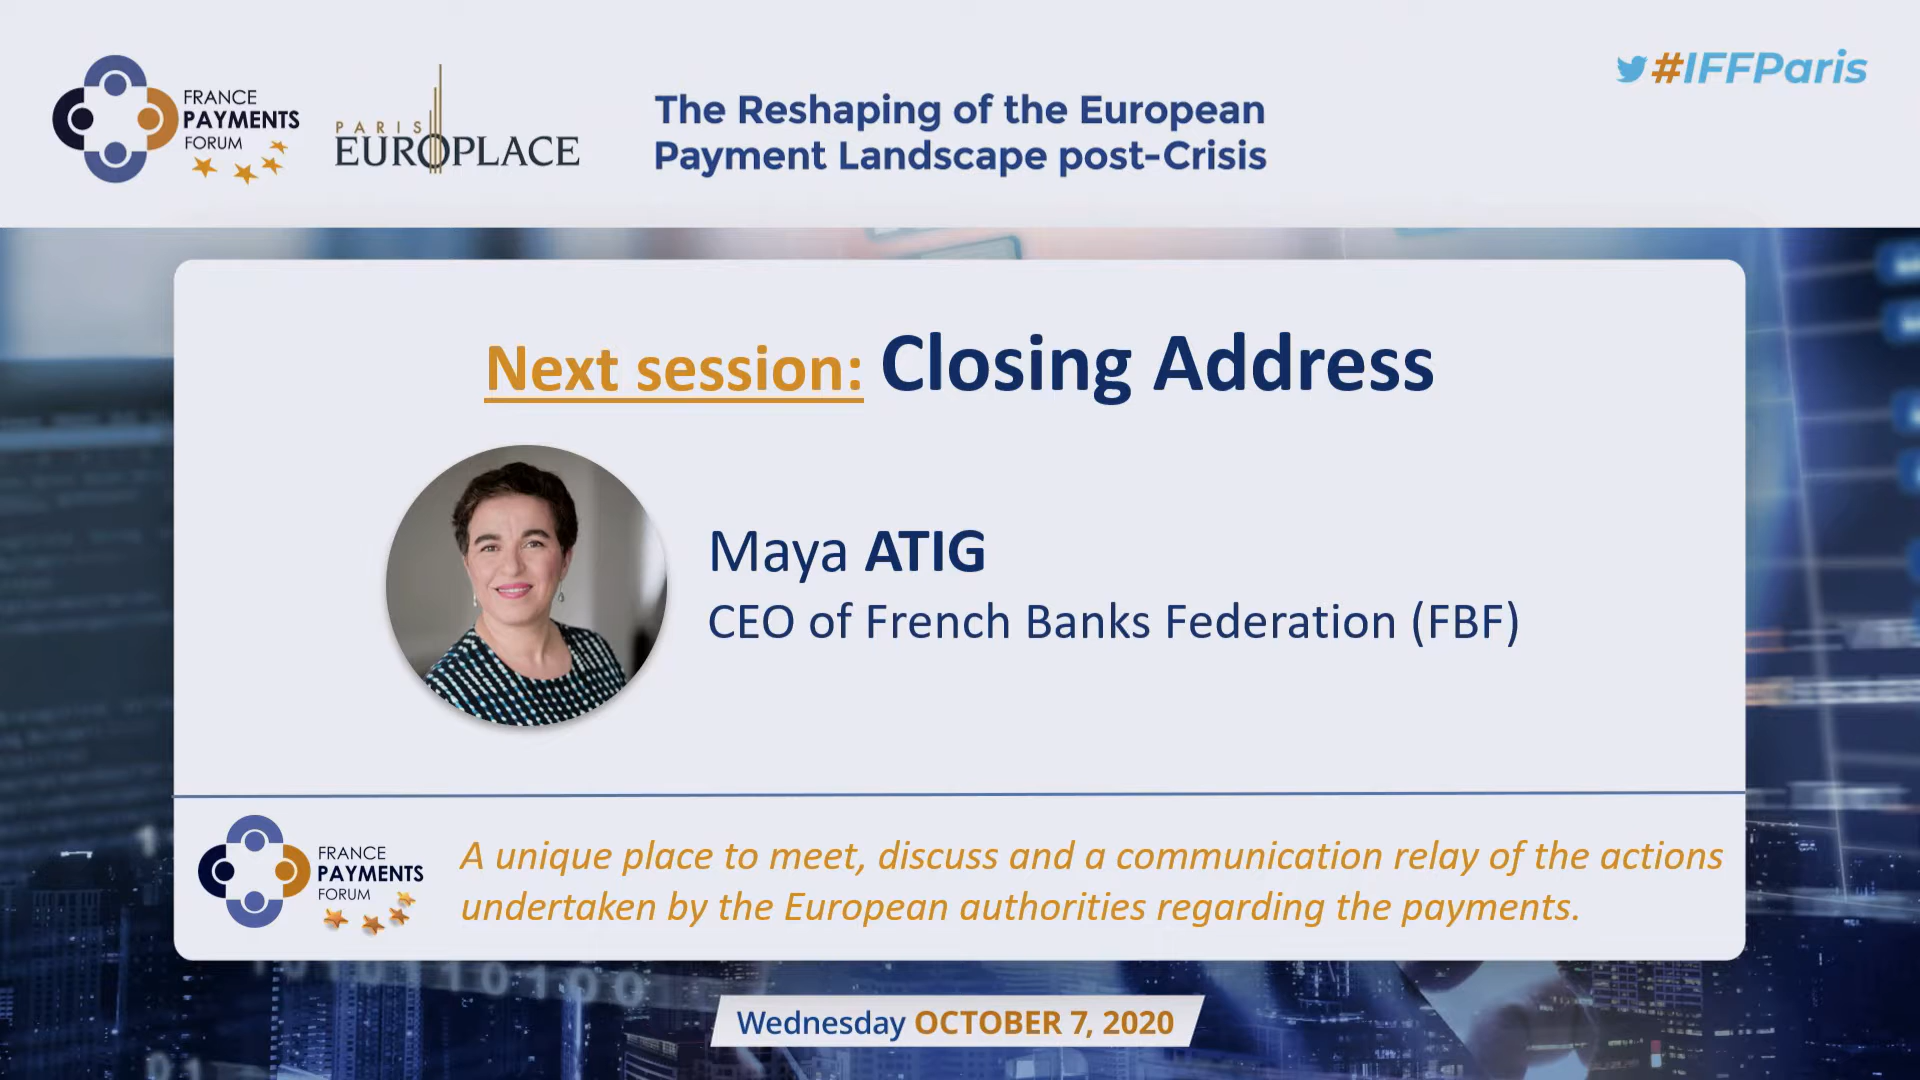 FRANCE
PAYMENTS
FORUM
PARIS
EUROPLACE
The Reshaping of the European
Payment Landscape post-Crisis
#IFFParis
Next session: Closing Address
Maya ATIG
CEO of French Banks Federation (FBF)
FRANCE
PAYMENTS
FORUM
A unique place to meet, discuss and a communication relay of the actions
undertaken by the European authorities regarding the payments.
Wednesday OCTOBER 7, 2020